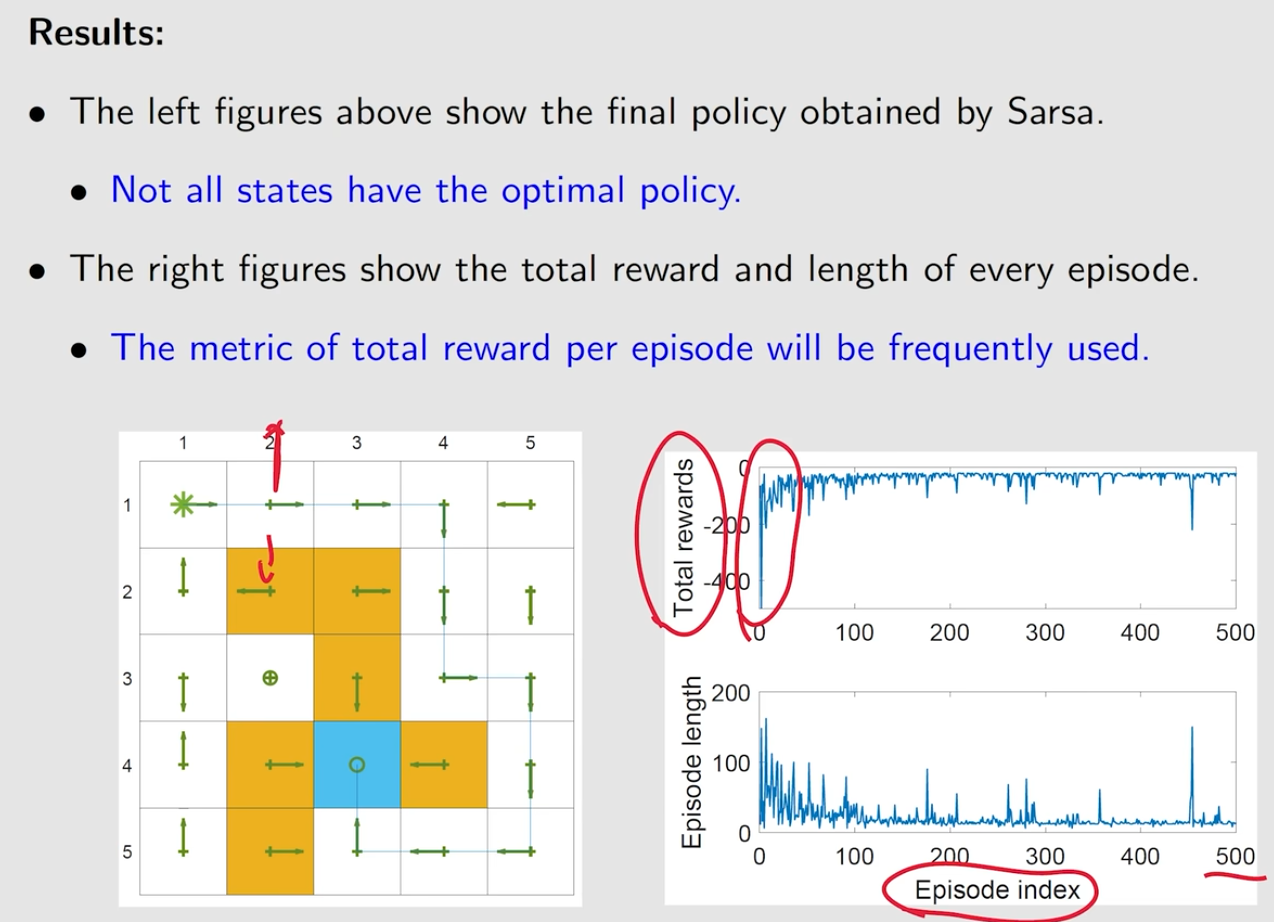 Results:
• The left figures above show the final policy obtained by Sarsa.
• Not all states have the optimal policy.
• The right figures show the total reward and length of every episode.
• The metric of total reward per episode will be frequently used.
1 2 3 4 5
1
2
3
4
5
Total rewards
0
-200
-400
0 100 200 300 400 500
Episode length
200
100
0
0 100 200 300 400 500
Episode index